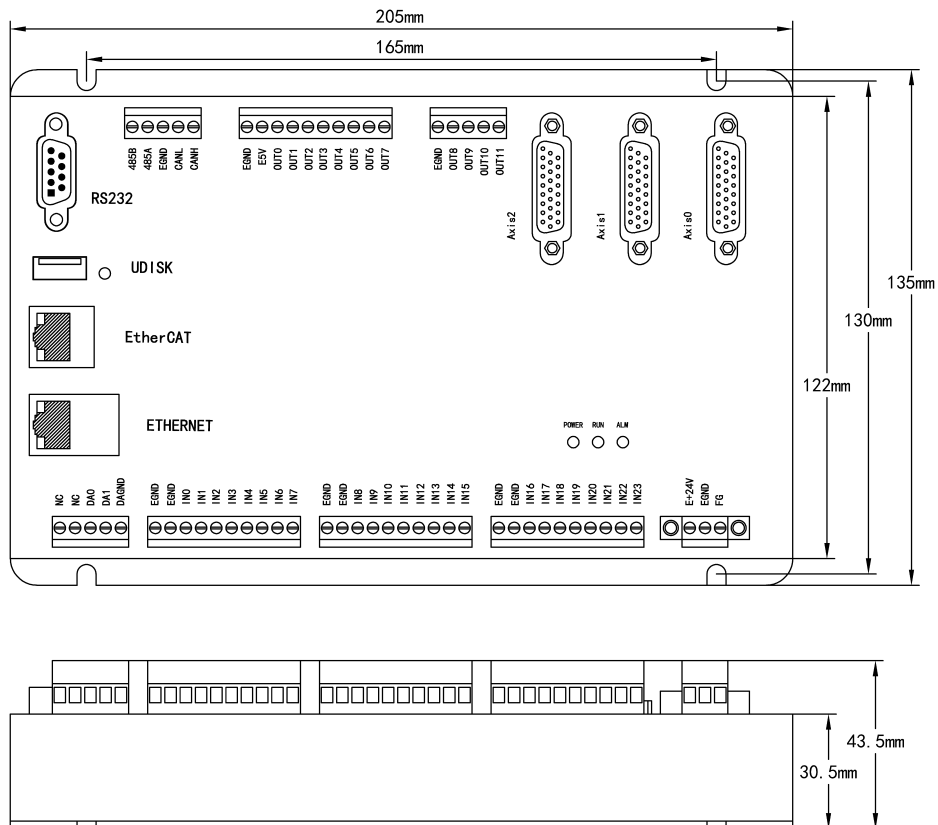 205mm
165mm
485B
485A
EGND
CANL
CANH
EGND
E5V
OUT0
OUT1
OUT2
OUT3
OUT4
OUT5
OUT6
OUT7
EGND
OUT8
OUT9
OUT10
OUT11
RS232
Axis2
Axis1
Axis0
UDISK
135mm
130mm
EtherCAT
122mm
ETHERNET
POWER RUN ALM
NC
NC
DA0
DA1
DAGND
EGND
EGND
IN0
IN1
IN2
IN3
IN4
IN5
IN6
IN7
EGND
EGND
IN8
IN9
IN10
IN11
IN12
IN13
IN14
IN15
EGND
EGND
IN16
IN17
IN18
IN19
IN20
IN21
IN22
IN23
E+24V
EGND
FG
43.5mm
30.5mm